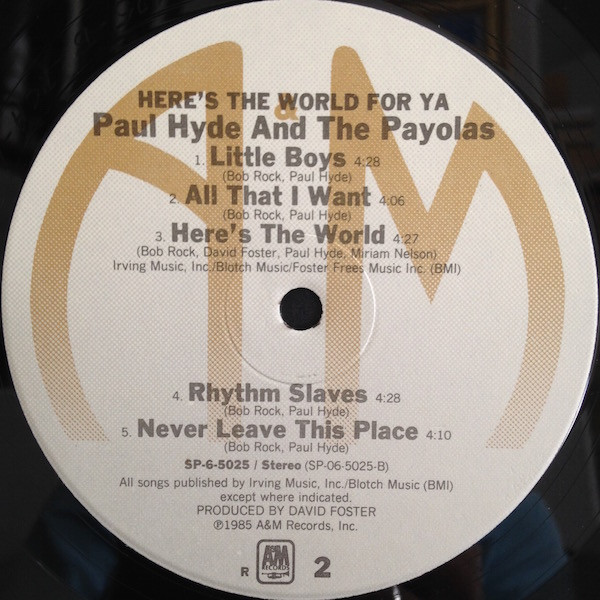 HERE'S THE WORLD FOR YA
Paul Hyde And The Payolas
1. Little Boys 4:28
(Bob Rock, Paul Hyde)
2. All That I Want 4:06
(Bob Rock, Paul Hyde)
3. Here's The World 4:27
(Bob Rock, David Foster, Paul Hyde, Miriam Nelson)
Irving Music, Inc./Blotch Music/Foster Frees Music Inc. (BMI)
4. Rhythm Slaves 4:28
(Bob Rock, Paul Hyde)
5. Never Leave This Place 4:10
(Bob Rock, Paul Hyde)
SP-6-5025 / Stereo (SP-06-5025-B)
All songs published by Irving Music, Inc./Blotch Music (BMI)
except where indicated.
PRODUCED BY DAVID FOSTER
℗1985 A&M Records, Inc.
R A&M RECORDS 2
A&M